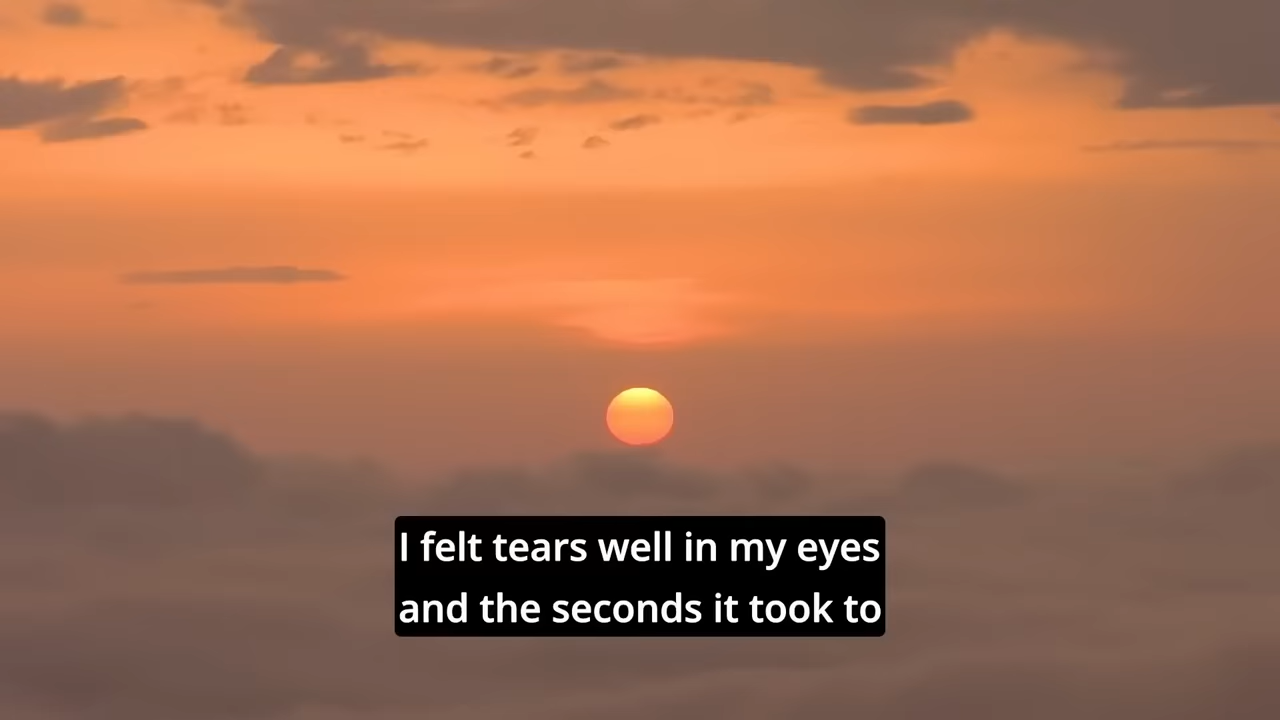 I felt tears well in my eyes
and the seconds it took to